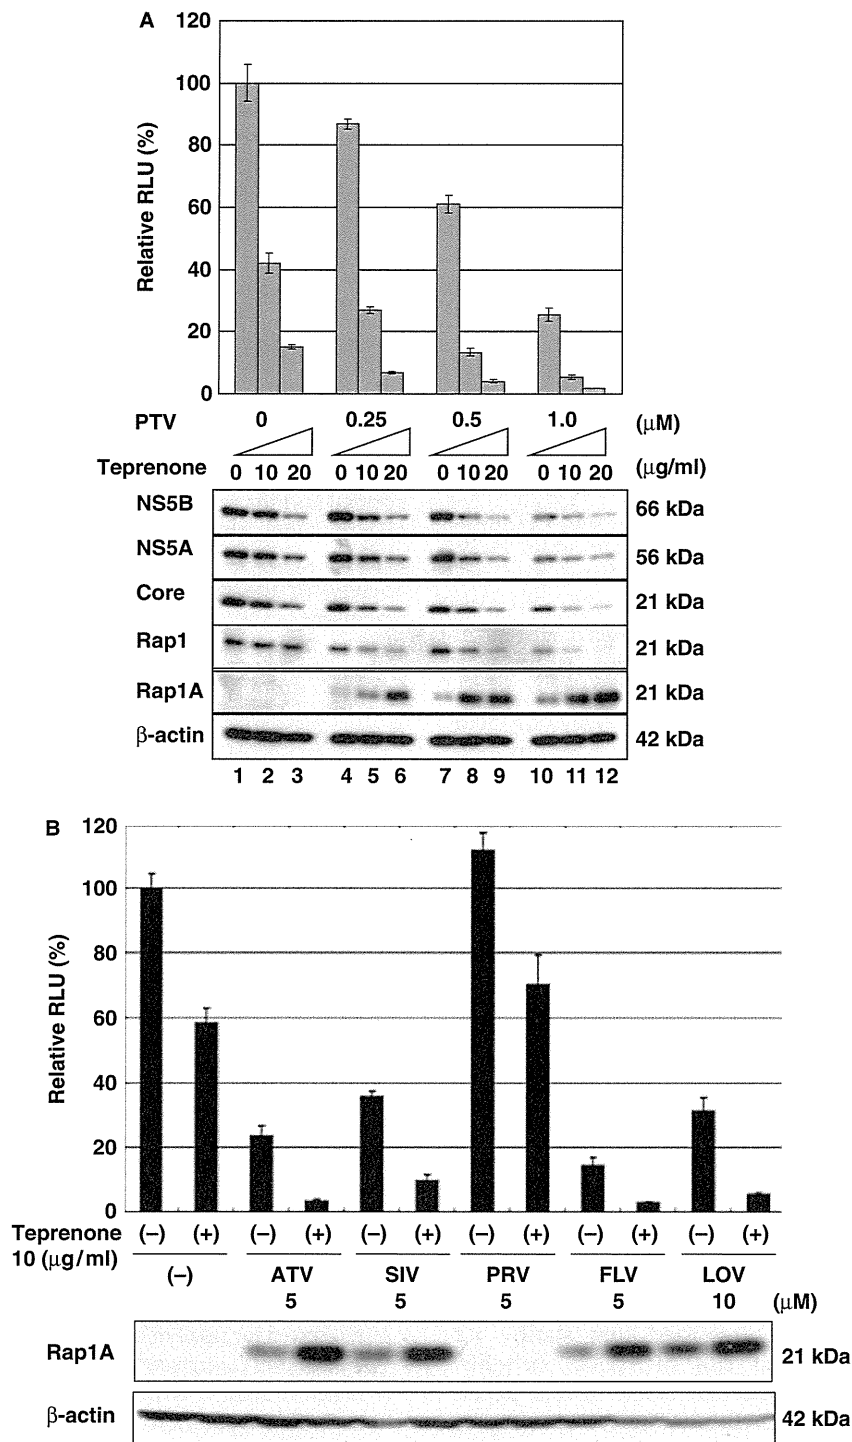 A
120
100
80
60
40
20
0
Relative RLU (%)
PTV 0 0.25 0.5 1.0 (μM)
Teprenone 0 10 20 0 10 20 0 10 20 0 10 20 (μg/ml)
NS5B 66 kDa
NS5A 56 kDa
Core 21 kDa
Rap1 21 kDa
Rap1A 21 kDa
β-actin 42 kDa
1 2 3 4 5 6 7 8 9 10 11 12
B
120
100
80
60
40
20
0
Relative RLU (%)
Teprenone (–) (+) (–) (+) (–) (+) (–) (+) (–) (+) (–) (+)
10 (μg/ml)
(–) ATV SIV PRV FLV LOV
5 5 5 5 10 (μM)
Rap1A 21 kDa
β-actin 42 kDa